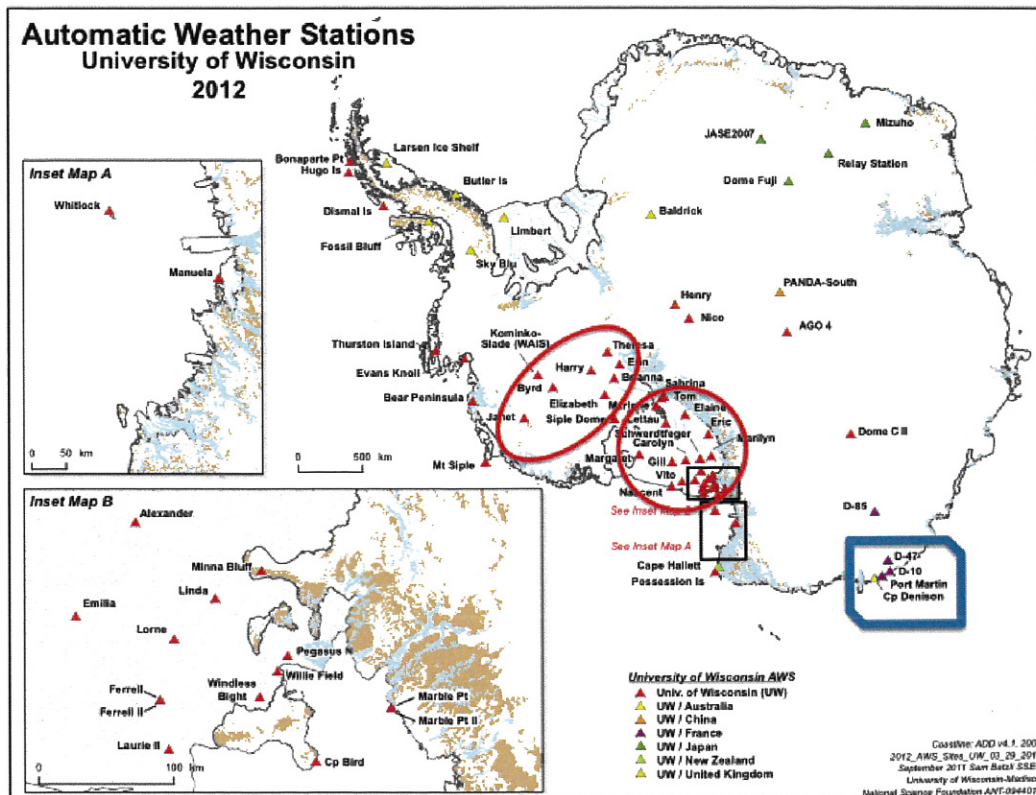 Automatic Weather Stations
University of Wisconsin
2012
Inset Map A
Whitlock
Manuela
0
50 km
Bonaparte Pt
Hugo Is
Larsen Ice Shelf
Butler Is
Dismal Is
Fossil Bluff
Limbert
Sky Blu
Baldrick
JASE2007
Mizuho
Relay Station
Dome Fuji
PANDA-South
AGO 4
Henry
Nico
Kominko-
Slade (WAIS)
Theresa
Thurston Island
Evans Knoll
Harry
Erin
Brianna
Byrd
Sabrina
Bear Peninsula
Elizabeth
Tom
Elaine
Janet
Siple Dome
Lettau
Eric
Schwerdtfeger
Marilyn
Carolyn
Mt Siple
Margaret
Gill
Vito
Nascent
0
500 km
Dome C II
See Inset Map
See Inset Map A
Cape Hallett
Possession Is
D-85
D-47
D-10
Port Martin
Cp Denison
Inset Map B
Alexander
Minna Bluff
Linda
Emilia
Lorne
Pegasus N
Willie Field
Windless
Bight
Ferrell
Ferrell II
Marble Pt
Marble Pt II
Laurie II
Cp Bird
0
100 km
University of Wisconsin AWS
Univ. of Wisconsin (UW)
UW / Australia
UW / China
UW / France
UW / Japan
UW / New Zealand
UW / United Kingdom
Coastline: ADD v4.1, 200
2012_AWS_Sites_UW_03_29_201
September 2011 Sam Batzli SSE
University of Wisconsin-Madiso
National Science Foundation ANT-094401